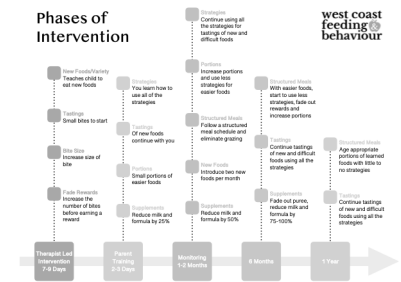 Phases of
Intervention
west coast
feeding
behaviour
New Foods/Variety
Teaches child to
eat new foods
Tastings
Small bites to start
Bite Size
Increase size of
bite
Fade Rewards
Increase the
number of bites
before earning a
reward
Therapist Led
Intervention
7-9 Days
Strategies
You learn how to
use all of the
strategies
Tastings
Of new foods
continue with you
Portions
Small portions of
easier foods
Supplements
Reduce milk and
formula by 25%
Parent
Training
2-3 Days
Strategies
Continue using all
the strategies for
tastings of new and
difficult foods
Portions
Increase portions
and use less
strategies for
easier foods
Structured Meals
Follow a structured
meal schedule and
eliminate grazing
New Foods
Introduce two new
foods per month
Supplements
Reduce milk and
formula by 50%
Monitoring
1-2 Months
Structured Meals
With easier foods,
start to use less
strategies, fade out
rewards and
increase portions
Tastings
Continue tastings
of new and difficult
foods using all the
strategies
Supplements
Fade out puree,
reduce milk and
formula by
75-100%
6 Months
Structured Meals
Age appropriate
portions of learned
foods with little to
no strategies
Tastings
Continue tastings
of new and difficult
foods using all the
strategies
1 Year